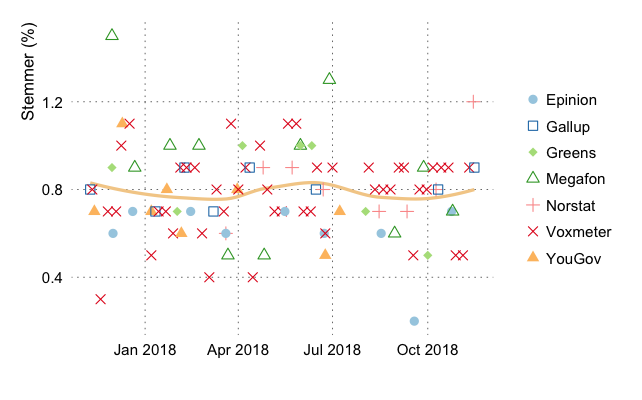 Stemmer (%)
1.2
0.8
0.4
Jan 2018 Apr 2018 Jul 2018 Oct 2018
Epinion
Gallup
Greens
Megafon
Norstat
Voxmeter
YouGov